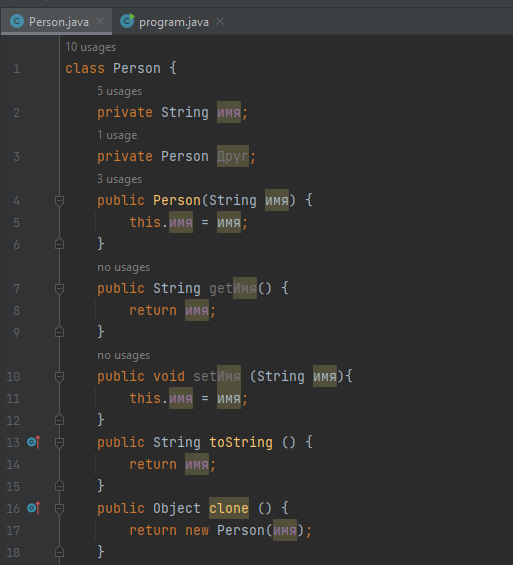 Person.java program.java
10 usages
1 class Person {
5 usages
2 private String имя;
1 usage
3 private Person Друг;
3 usages
4 public Person(String имя) {
5 this.имя = имя;
6 }
no usages
7 public String getИмя() {
8 return имя;
9 }
no usages
10 public void setИмя (String имя){
11 this.имя = имя;
12 }
13 public String toString () {
14 return имя;
15 }
16 public Object clone () {
17 return new Person(имя);
18 }